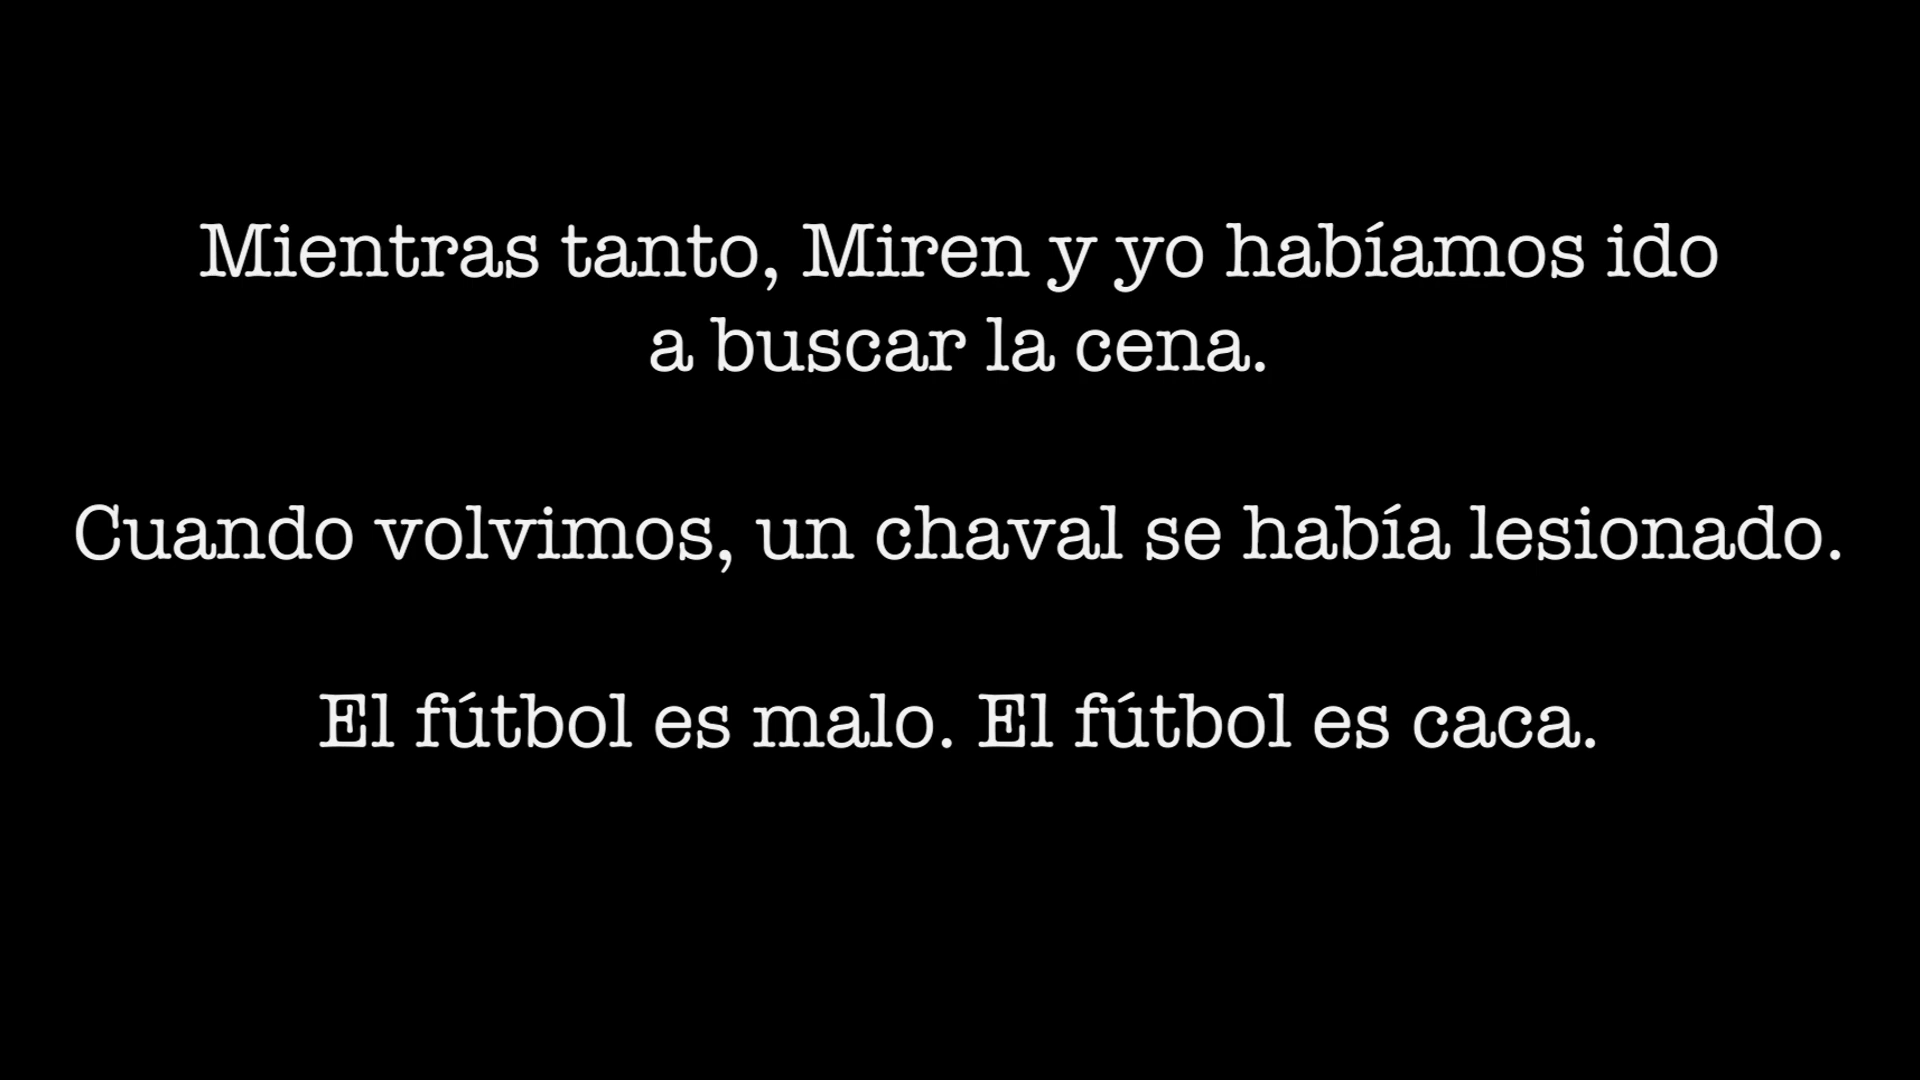 Mientras tanto, Miren y yo habíamos ido
a buscar la cena.
Cuando volvimos, un chaval se había lesionado.
El fútbol es malo. El fútbol es caca.